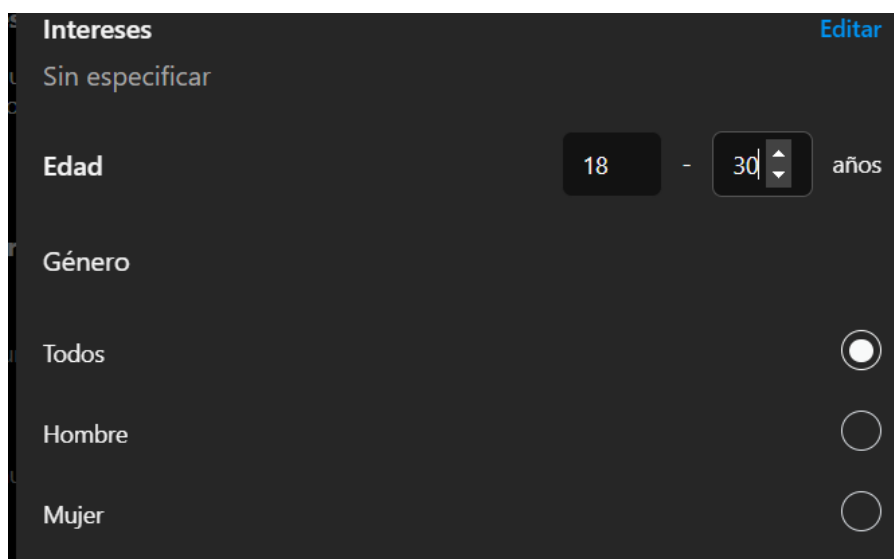 Intereses Editar
Sin especificar
Edad 18 - 30 años
Género
Todos
Hombre
Mujer